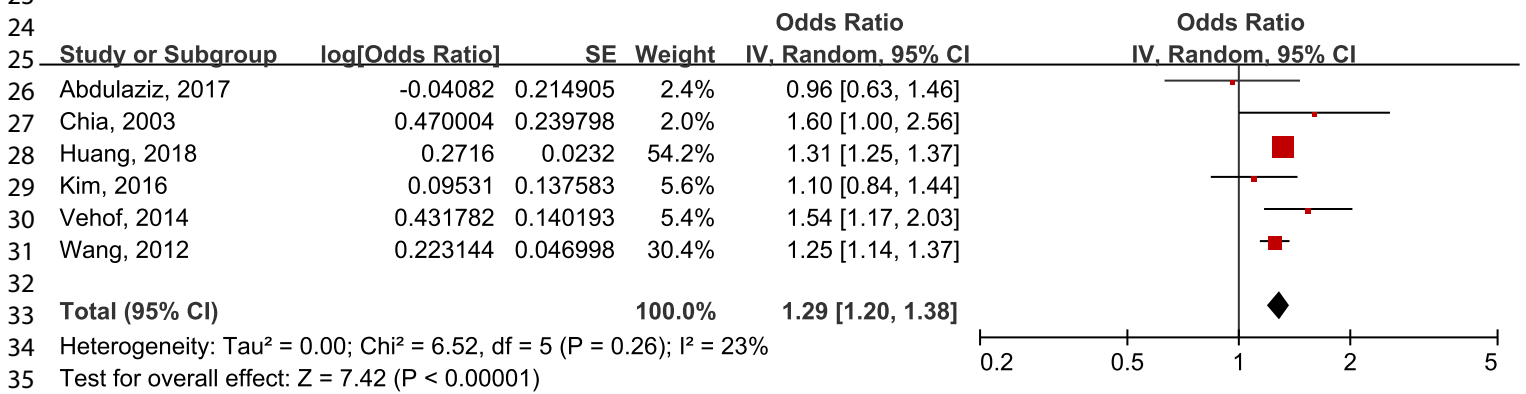 24 Odds Ratio Odds Ratio
25 Study or Subgroup log[Odds Ratio] SE Weight IV, Random, 95% CI IV, Random, 95% CI
26 Abdulaziz, 2017 -0.04082 0.214905 2.4% 0.96 [0.63, 1.46]
27 Chia, 2003 0.470004 0.239798 2.0% 1.60 [1.00, 2.56]
28 Huang, 2018 0.2716 0.0232 54.2% 1.31 [1.25, 1.37]
29 Kim, 2016 0.09531 0.137583 5.6% 1.10 [0.84, 1.44]
30 Vehof, 2014 0.431782 0.140193 5.4% 1.54 [1.17, 2.03]
31 Wang, 2012 0.223144 0.046998 30.4% 1.25 [1.14, 1.37]
32
33 Total (95% CI) 100.0% 1.29 [1.20, 1.38]
34 Heterogeneity: Tau² = 0.00; Chi² = 6.52, df = 5 (P = 0.26); I² = 23%
0.2 0.5 1 2 5
35 Test for overall effect: Z = 7.42 (P < 0.00001)